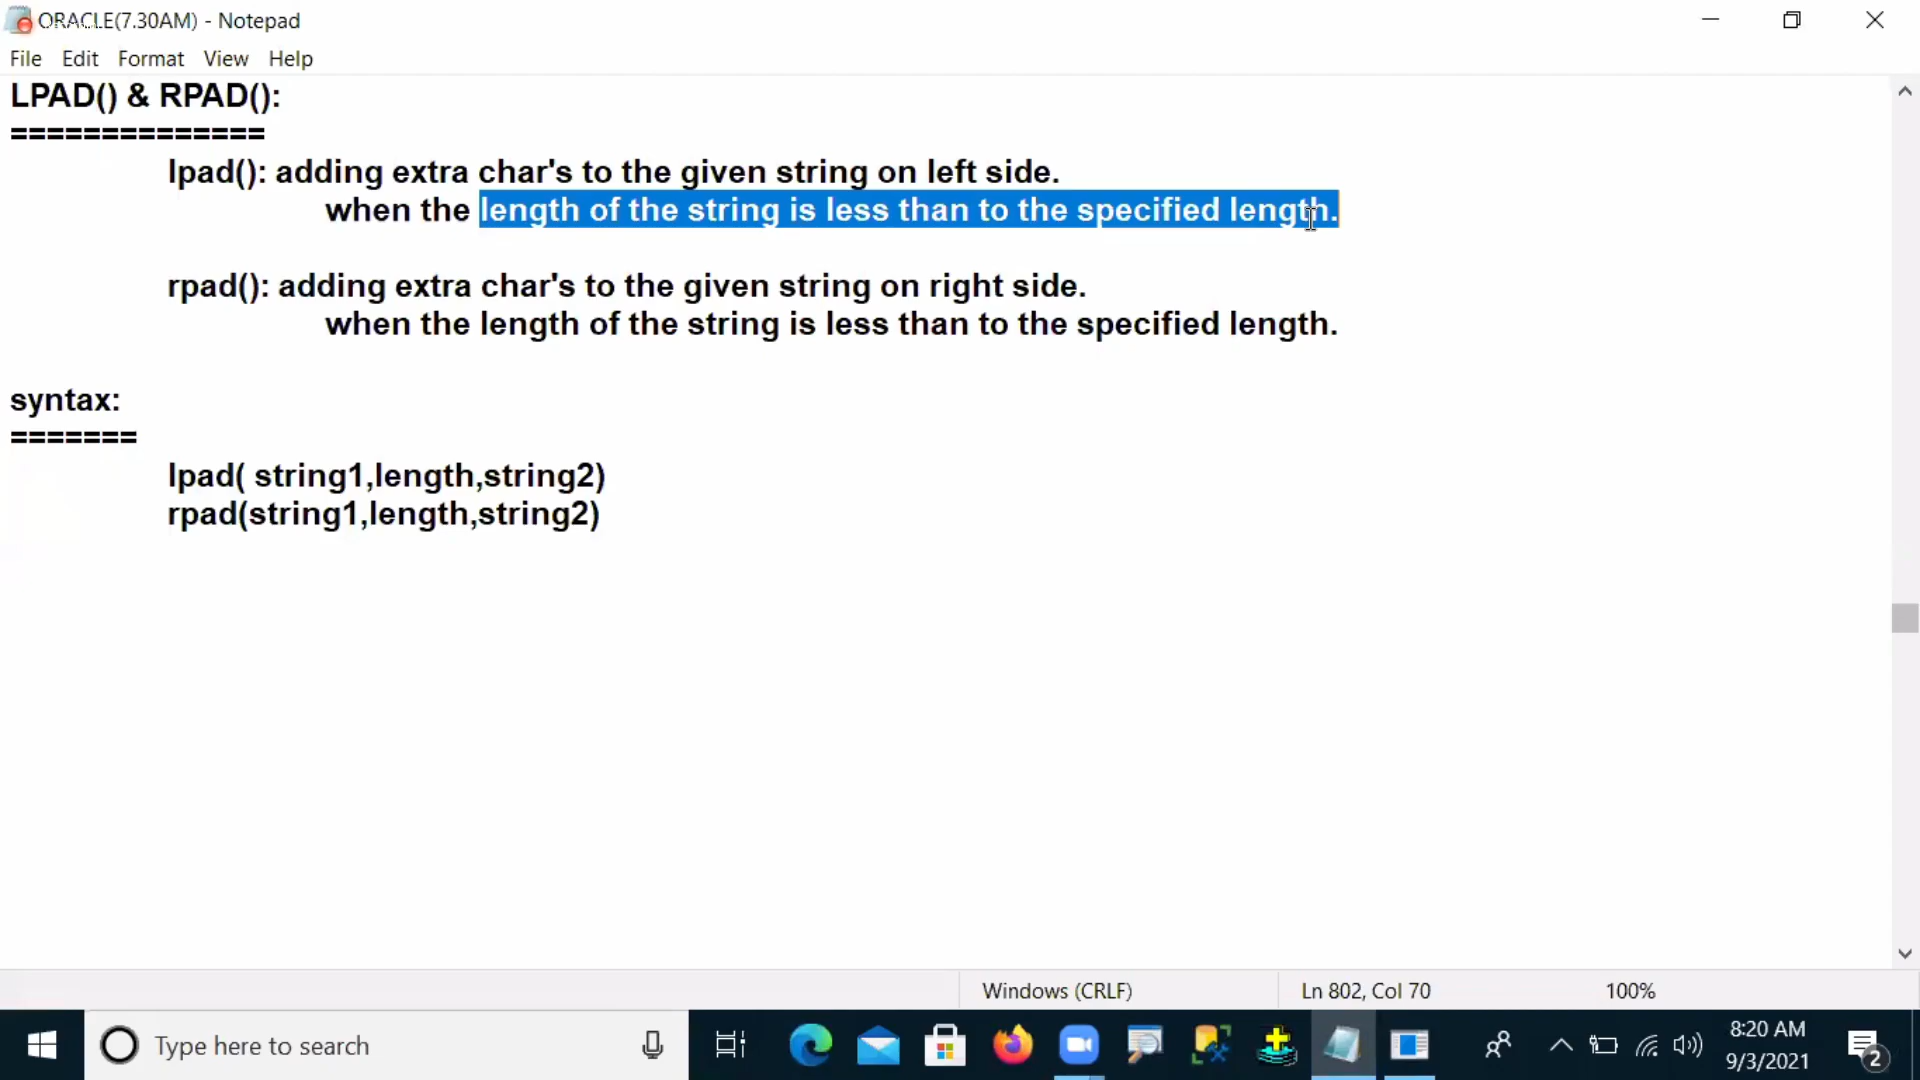 ORACLE(7.30AM) - Notepad
File Edit Format View Help
LPAD() & RPAD():
==============
lpad(): adding extra char's to the given string on left side.
when the length of the string is less than to the specified length.
rpad(): adding extra char's to the given string on right side.
when the length of the string is less than to the specified length.
syntax:
=======
lpad( string1,length,string2)
rpad(string1,length,string2)
Windows (CRLF) Ln 802, Col 70 100%
Type here to search
8:20 AM
9/3/2021
2